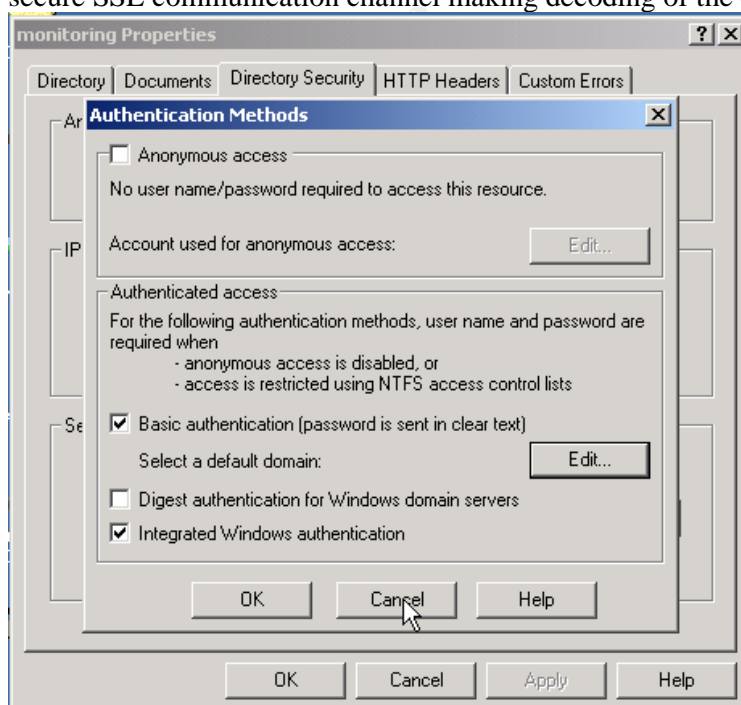 secure SSL communication channel making decoding of the
monitoring Properties
Directory Documents Directory Security HTTP Headers Custom Errors
Authentication Methods
Ar
Anonymous access
No user name/password required to access this resource.
Account used for anonymous access: Edit...
IP
Authenticated access
For the following authentication methods, user name and password are
required when
- anonymous access is disabled, or
- access is restricted using NTFS access control lists
Se
Basic authentication (password is sent in clear text)
Select a default domain: Edit...
Digest authentication for Windows domain servers
Integrated Windows authentication
OK Cancel Help
OK Cancel Apply Help